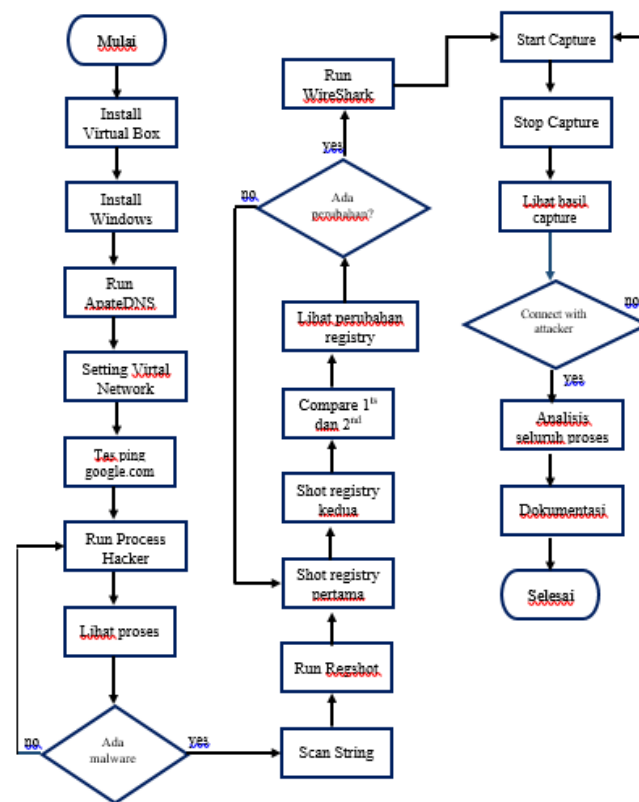 Mulai
Install
Virtual Box
Install
Windows
Run
ApateDNS
Setting Virtal
Network
Tes ping
google.com
Run Process
Hacker
Lihat proses
Ada
malware
no
yes
Scan String
Run Regshot
Shot registry
pertama
Shot registry
kedua
Compare 1ts
dan 2nd
Lihat perubahan
registry
Ada
perubahan?
no
yes
Run
WireShark
Start Capture
Stop Capture
Lihat hasil
capture
Connect with
attacker
no
yes
Analisis
seluruh proses
Dokumentasi
Selesai